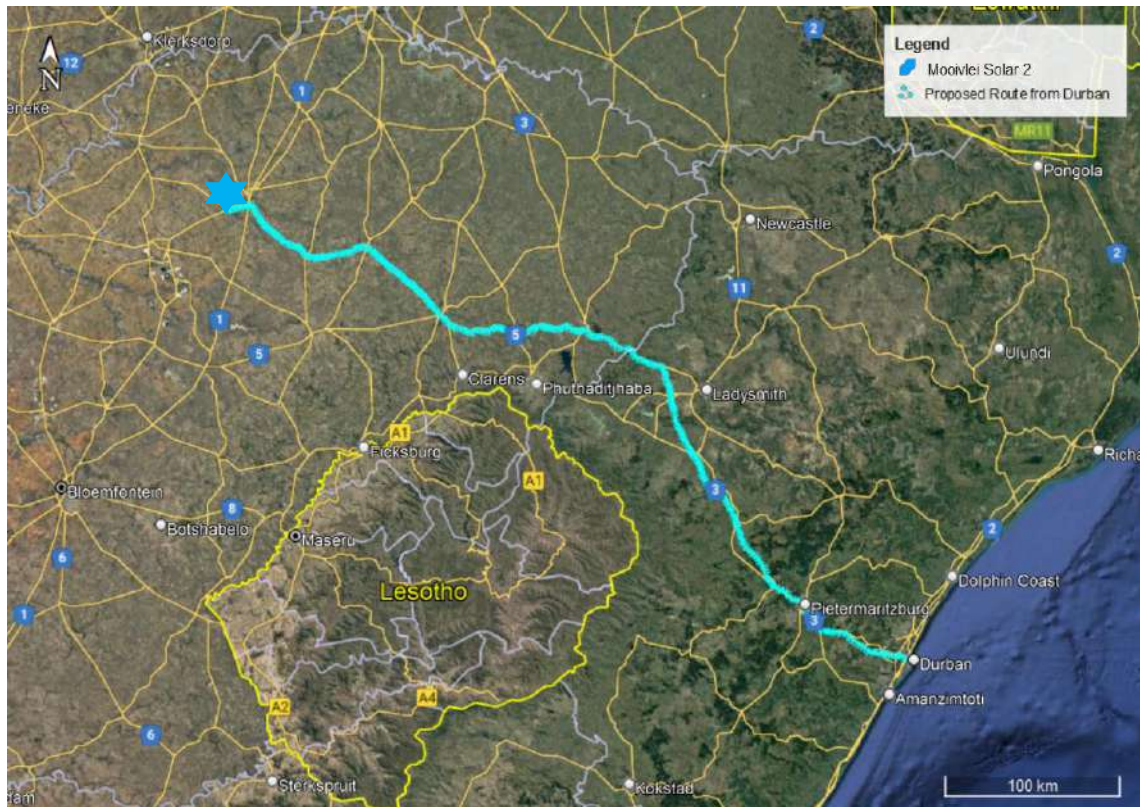 Klerksdorp
2
Legend
Mooivlei Solar 2
Proposed Route from Durban
12
1
3
N
MR11
Pongola
Newcastle
2
11
1
5
5
Ulundi
Clarens
Phuthaditjhaba
Ladysmith
A1
Ficksburg
A1
Bloemfontein
8
3
2
Botshabelo
Maseru
6
Dolphin Coast
Lesotho
1
Pietermaritzburg
3
Durban
A4
A2
Amanzimtoti
6
Sterkspruit
Kokstad
100 km